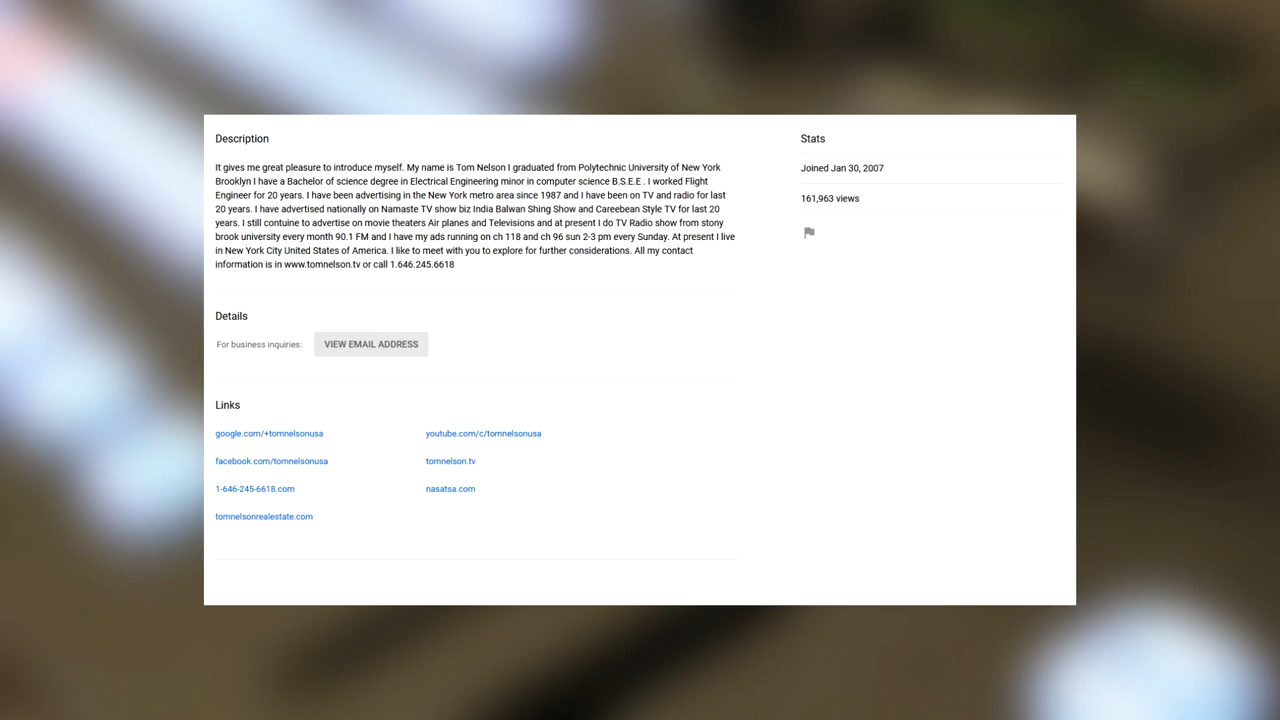 Description
It gives me great pleasure to introduce myself. My name is Tom Nelson I graduated from Polytechnic University of New York
Brooklyn I have a Bachelor of science degree in Electrical Engineering minor in computer science B.S.E.E . I worked Flight
Engineer for 20 years. I have been advertising in the New York metro area since 1987 and I have been on TV and radio for last
20 years. I have advertised nationally on Namaste TV show biz India Balwan Shing Show and Careebean Style TV for last 20
years. I still contuine to advertise on movie theaters Air planes and Televisions and at present I do TV Radio show from stony
brook university every month 90.1 FM and I have my ads running on ch 118 and ch 96 sun 2-3 pm every Sunday. At present I live
in New York City United States of America. I like to meet with you to explore for further considerations. All my contact
information is in www.tomnelson.tv or call 1.646.245.6618
Details
For business inquiries: VIEW EMAIL ADDRESS
Links
google.com/+tomnelsonusa youtube.com/c/tomnelsonusa
facebook.com/tomnelsonusa tomnelson.tv
1-646-245-6618.com nasatsa.com
tomnelsonrealestate.com
Stats
Joined Jan 30, 2007
161,963 views